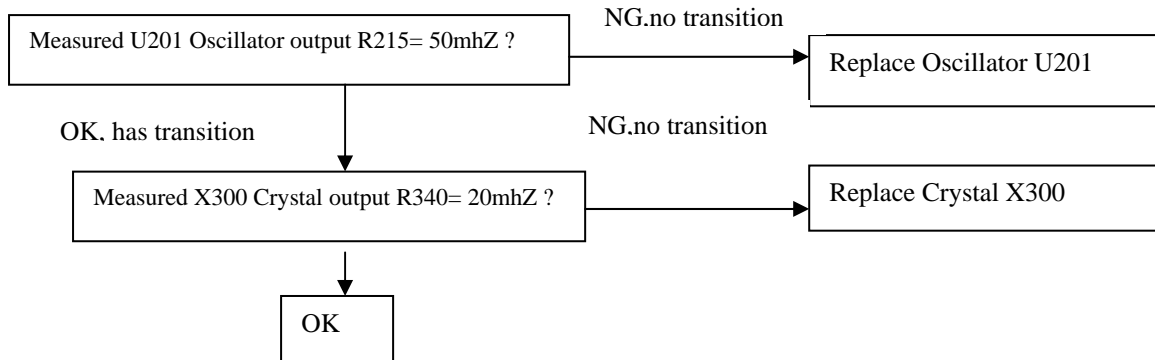 NG.no transition
Measured U201 Oscillator output R215= 50mhZ ?
Replace Oscillator U201
OK, has transition
NG,no transition
Measured X300 Crystal output R340= 20mhZ ?
Replace Crystal X300
OK